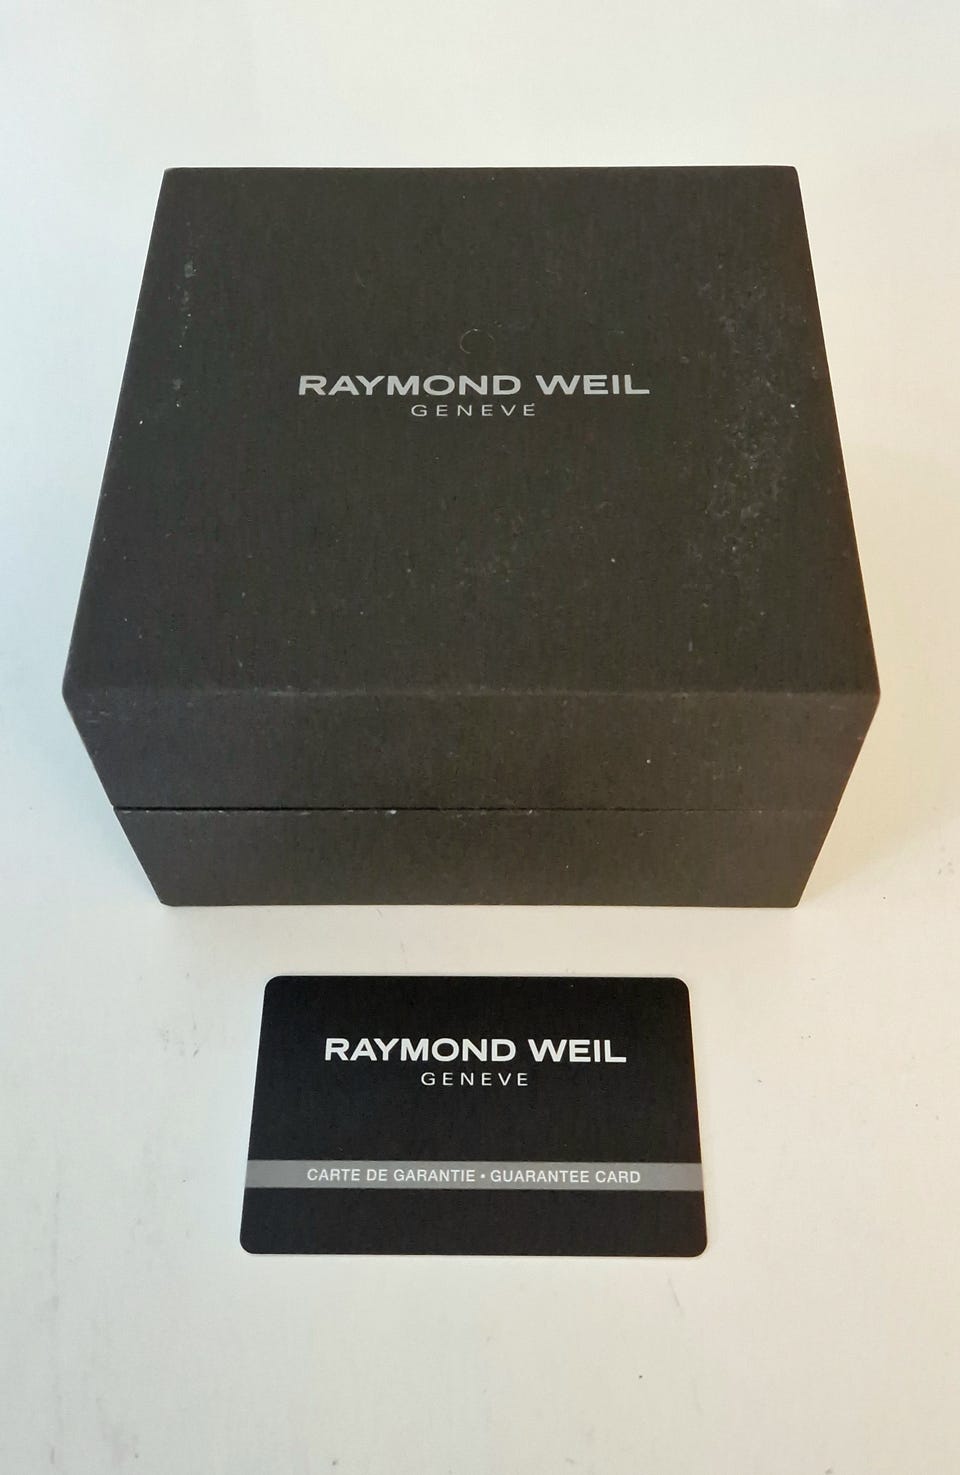 RAYMOND WEIL
GENEVE
RAYMOND WEIL
GENEVE
CARTE DE GARANTIE • GUARANTEE CARD